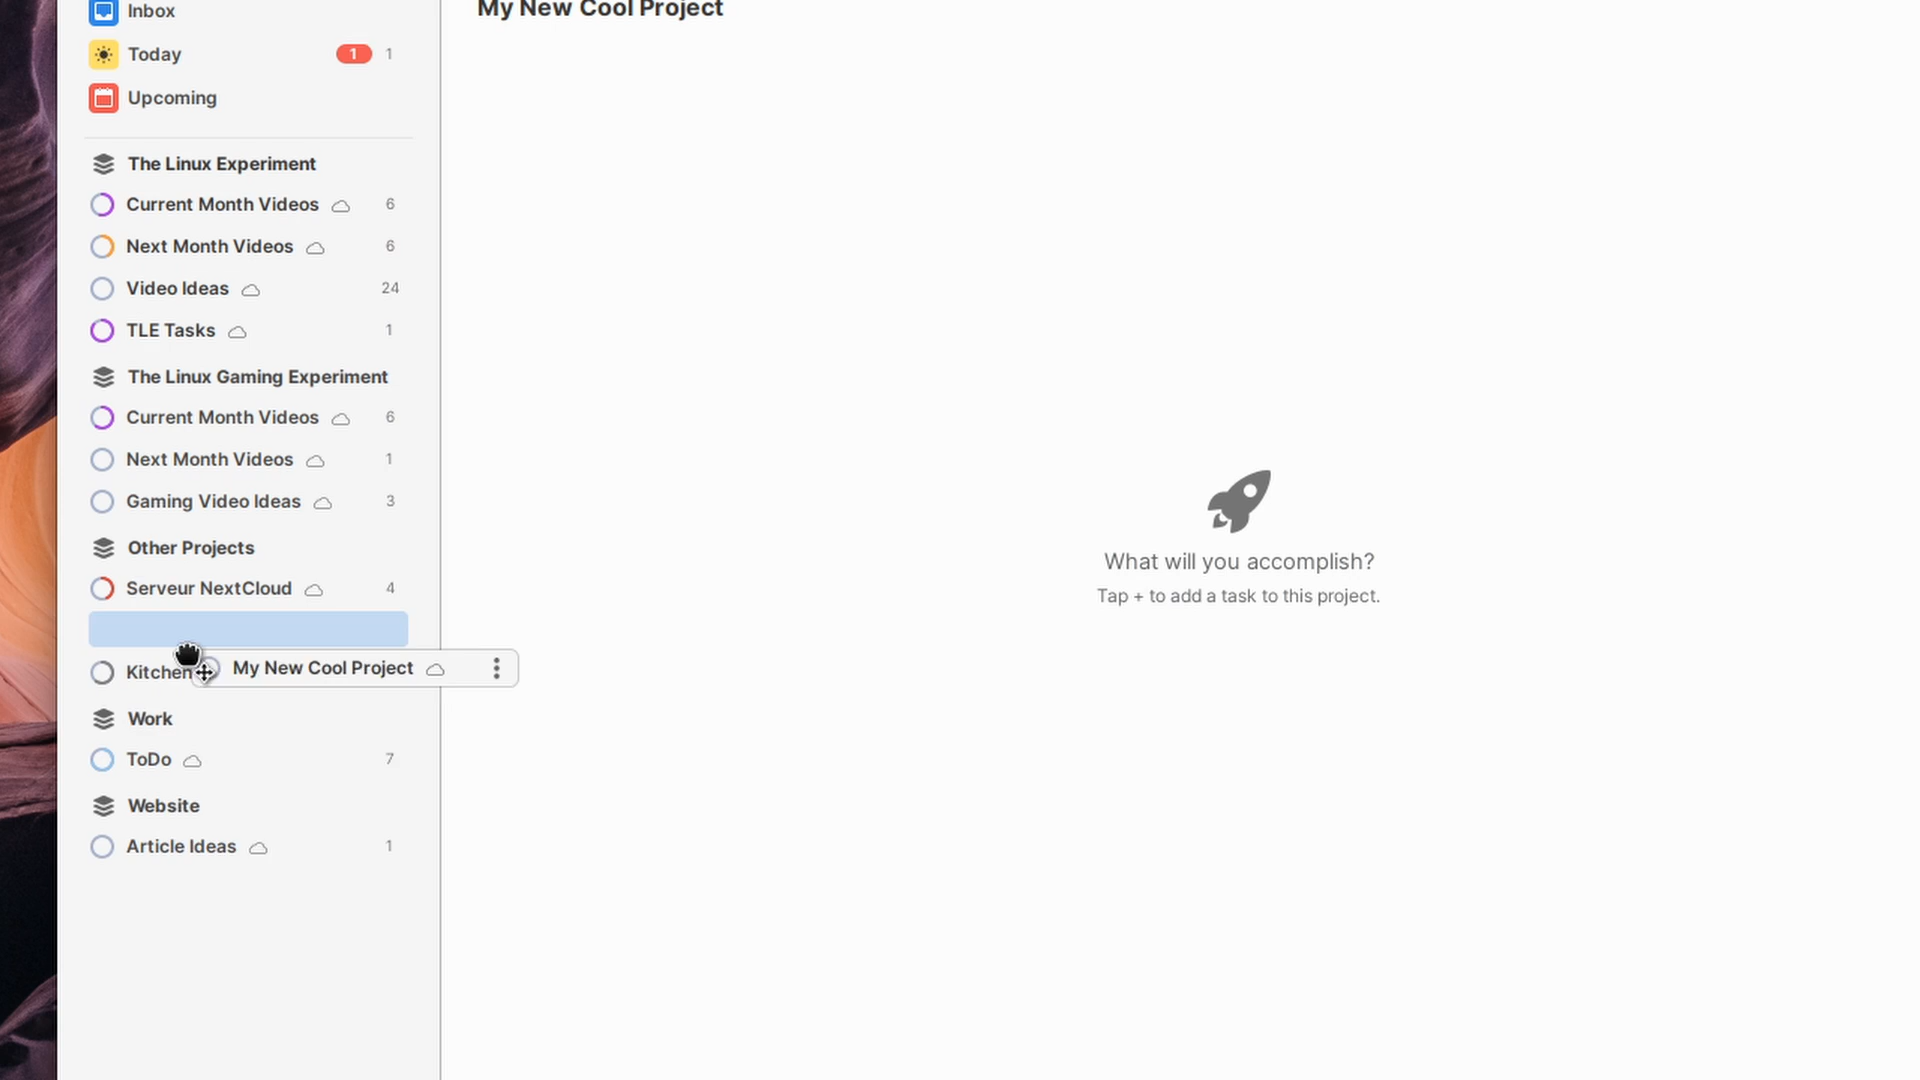 Inbox
My New Cool Project
Today 1 1
Upcoming
The Linux Experiment
Current Month Videos 6
Next Month Videos 6
Video Ideas 24
TLE Tasks 1
The Linux Gaming Experiment
Current Month Videos 6
Next Month Videos 1
Gaming Video Ideas 3
Other Projects
Serveur NextCloud 4
Kitchen
My New Cool Project
Work
ToDo 7
Website
Article Ideas 1
What will you accomplish?
Tap + to add a task to this project.